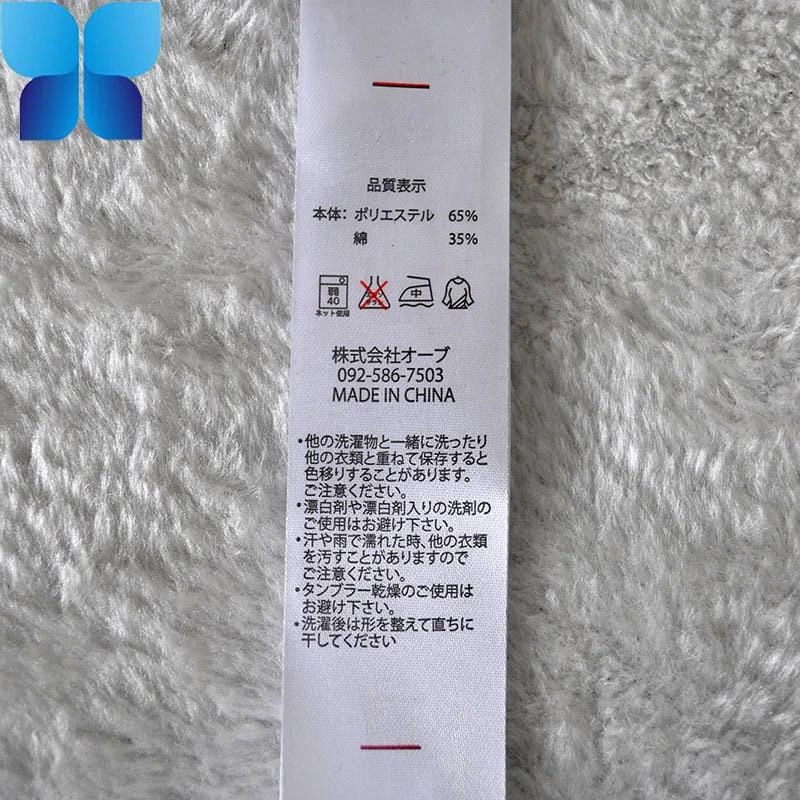 品質表示
本体: ポリエステル 65%
綿 35%
弱
40
ネット使用
エンソ
サラシ
中
株式会社オーブ
092-586-7503
MADE IN CHINA
・他の洗濯物と一緒に洗ったり
他の衣類と重ねて保存すると
色移りすることがあります。
ご注意ください。
・漂白剤や漂白剤入りの洗剤の
ご使用はお避け下さい。
・汗や雨で濡れた時、他の衣類
を汚すことがありますので
ご注意ください。
・タンブラー乾燥のご使用は
お避け下さい。
・洗濯後は形を整えて直ちに
干してください